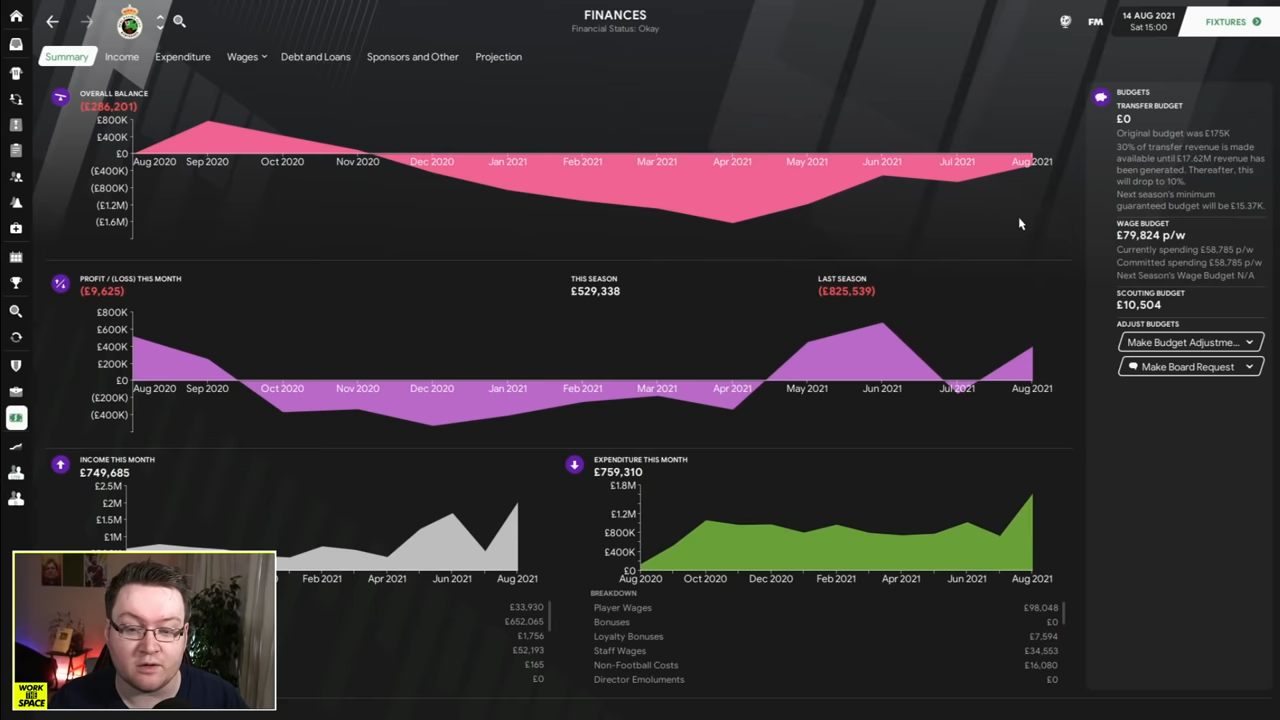 FINANCES
Financial Status: Okay
FM
14 AUG 2021
Sat 15:00
FIXTURES
Summary
Income
Expenditure
Wages
Debt and Loans
Sponsors and Other
Projection
OVERALL BALANCE
(£286,201)
£800K
£400K
£0
(£400K)
(£800K)
(£1.2M)
(£1.6M)
Aug 2020 Sep 2020 Oct 2020 Nov 2020 Dec 2020 Jan 2021 Feb 2021 Mar 2021 Apr 2021 May 2021 Jun 2021 Jul 2021 Aug 2021
PROFIT / (LOSS) THIS MONTH
(£9,625)
THIS SEASON
£529,338
LAST SEASON
(£825,539)
£800K
£600K
£400K
£200K
£0
(£200K)
(£400K)
Aug 2020 Sep 2020 Oct 2020 Nov 2020 Dec 2020 Jan 2021 Feb 2021 Mar 2021 Apr 2021 May 2021 Jun 2021 Jul 2021 Aug 2021
INCOME THIS MONTH
£749,685
£2.5M
£2M
£1.5M
£1M
Feb 2021 Apr 2021 Jun 2021 Aug 2021
£33,930
£652,065
£1,756
£52,193
£165
£0
EXPENDITURE THIS MONTH
£759,310
£1.8M
£1.2M
£800K
£400K
£0
Aug 2020 Oct 2020 Dec 2020 Feb 2021 Apr 2021 Jun 2021 Aug 2021
BREAKDOWN
Player Wages £98,048
Bonuses £0
Loyalty Bonuses £7,594
Staff Wages £34,553
Non-Football Costs £16,080
Director Emoluments £0
BUDGETS
TRANSFER BUDGET
£0
Original budget was £175K
30% of transfer revenue is made
available until £17.62M revenue has
been generated. Thereafter, this
will drop to 10%.
Next season's minimum
guaranteed budget will be £15.37K.
WAGE BUDGET
£79,824 p/w
Currently spending £58,785 p/w
Committed spending £58,785 p/w
Next Season's Wage Budget N/A
SCOUTING BUDGET
£10,504
ADJUST BUDGETS
Make Budget Adjustme...
Make Board Request
WORK
THE
SPACE